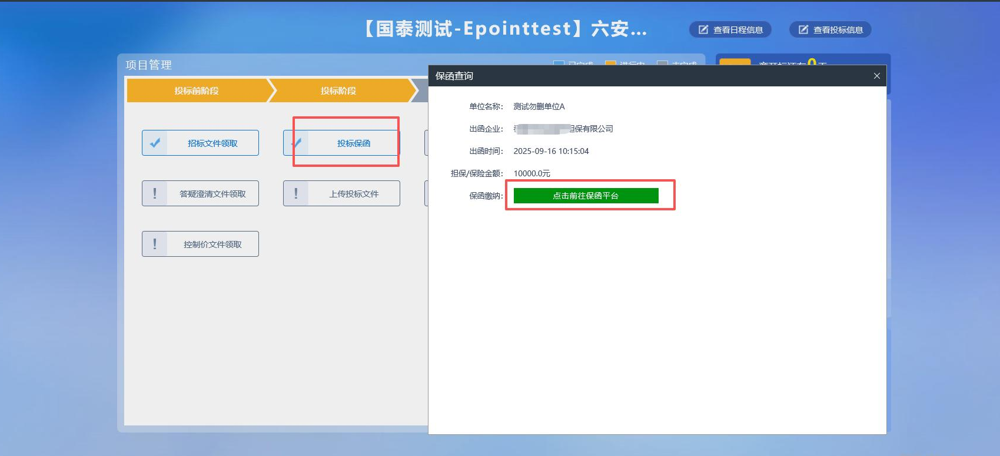 【国泰测试-Epointtest】六安...
查看日程信息
查看投标信息
项目管理
投标前阶段
投标阶段
招标文件领取
投标保函
答疑澄清文件领取
上传投标文件
控制价文件领取
保函查询
单位名称: 测试勿删单位A
出函企业: 担保有限公司
出函时间: 2025-09-16 10:15:04
担保/保险金额: 10000.0元
保函缴纳: 点击前往保函平台